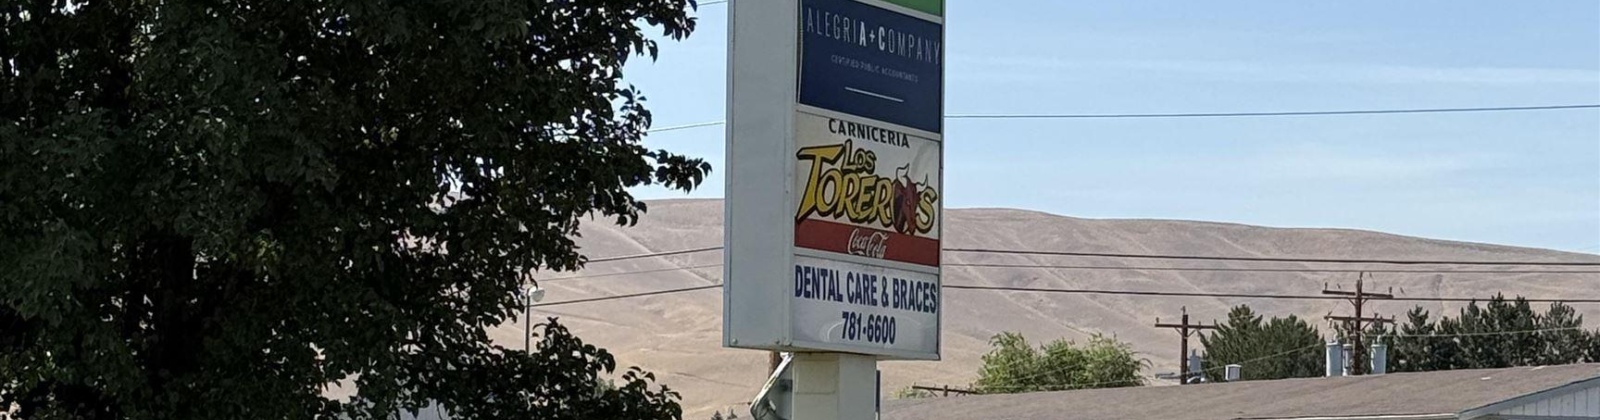 ALEGRIA+COMPANY
CERTIFIED PUBLIC ACCOUNTANTS
CARNICERIA
LOS
TOREROS
Coca-Cola
DENTAL CARE & BRACES
781-6600